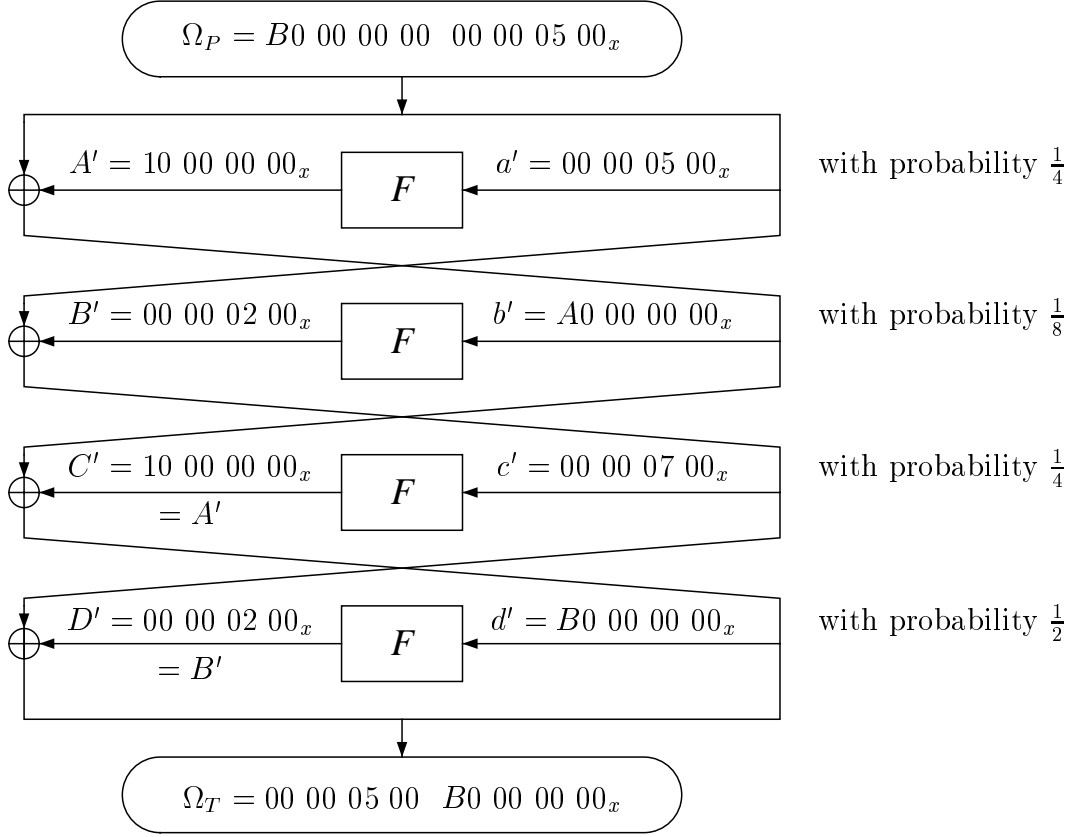 Ω_P = B0 00 00 00 00 00 05 00_x
A′ = 10 00 00 00_x F a′ = 00 00 05 00_x with probability 1/4
B′ = 00 00 02 00_x F b′ = A0 00 00 00_x with probability 1/8
C′ = 10 00 00 00_x F c′ = 00 00 07 00_x with probability 1/4
= A′
D′ = 00 00 02 00_x F d′ = B0 00 00 00_x with probability 1/2
= B′
Ω_T = 00 00 05 00 B0 00 00 00_x